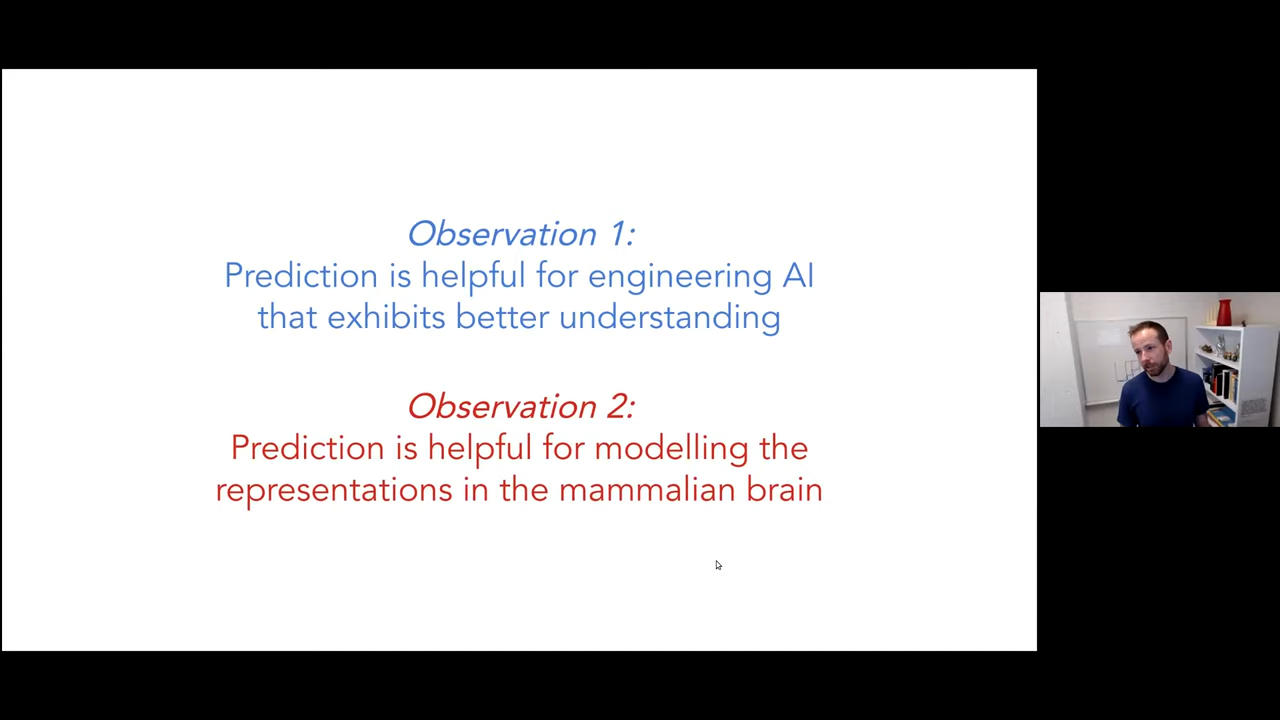 Observation 1:
Prediction is helpful for engineering AI
that exhibits better understanding
Observation 2:
Prediction is helpful for modelling the
representations in the mammalian brain